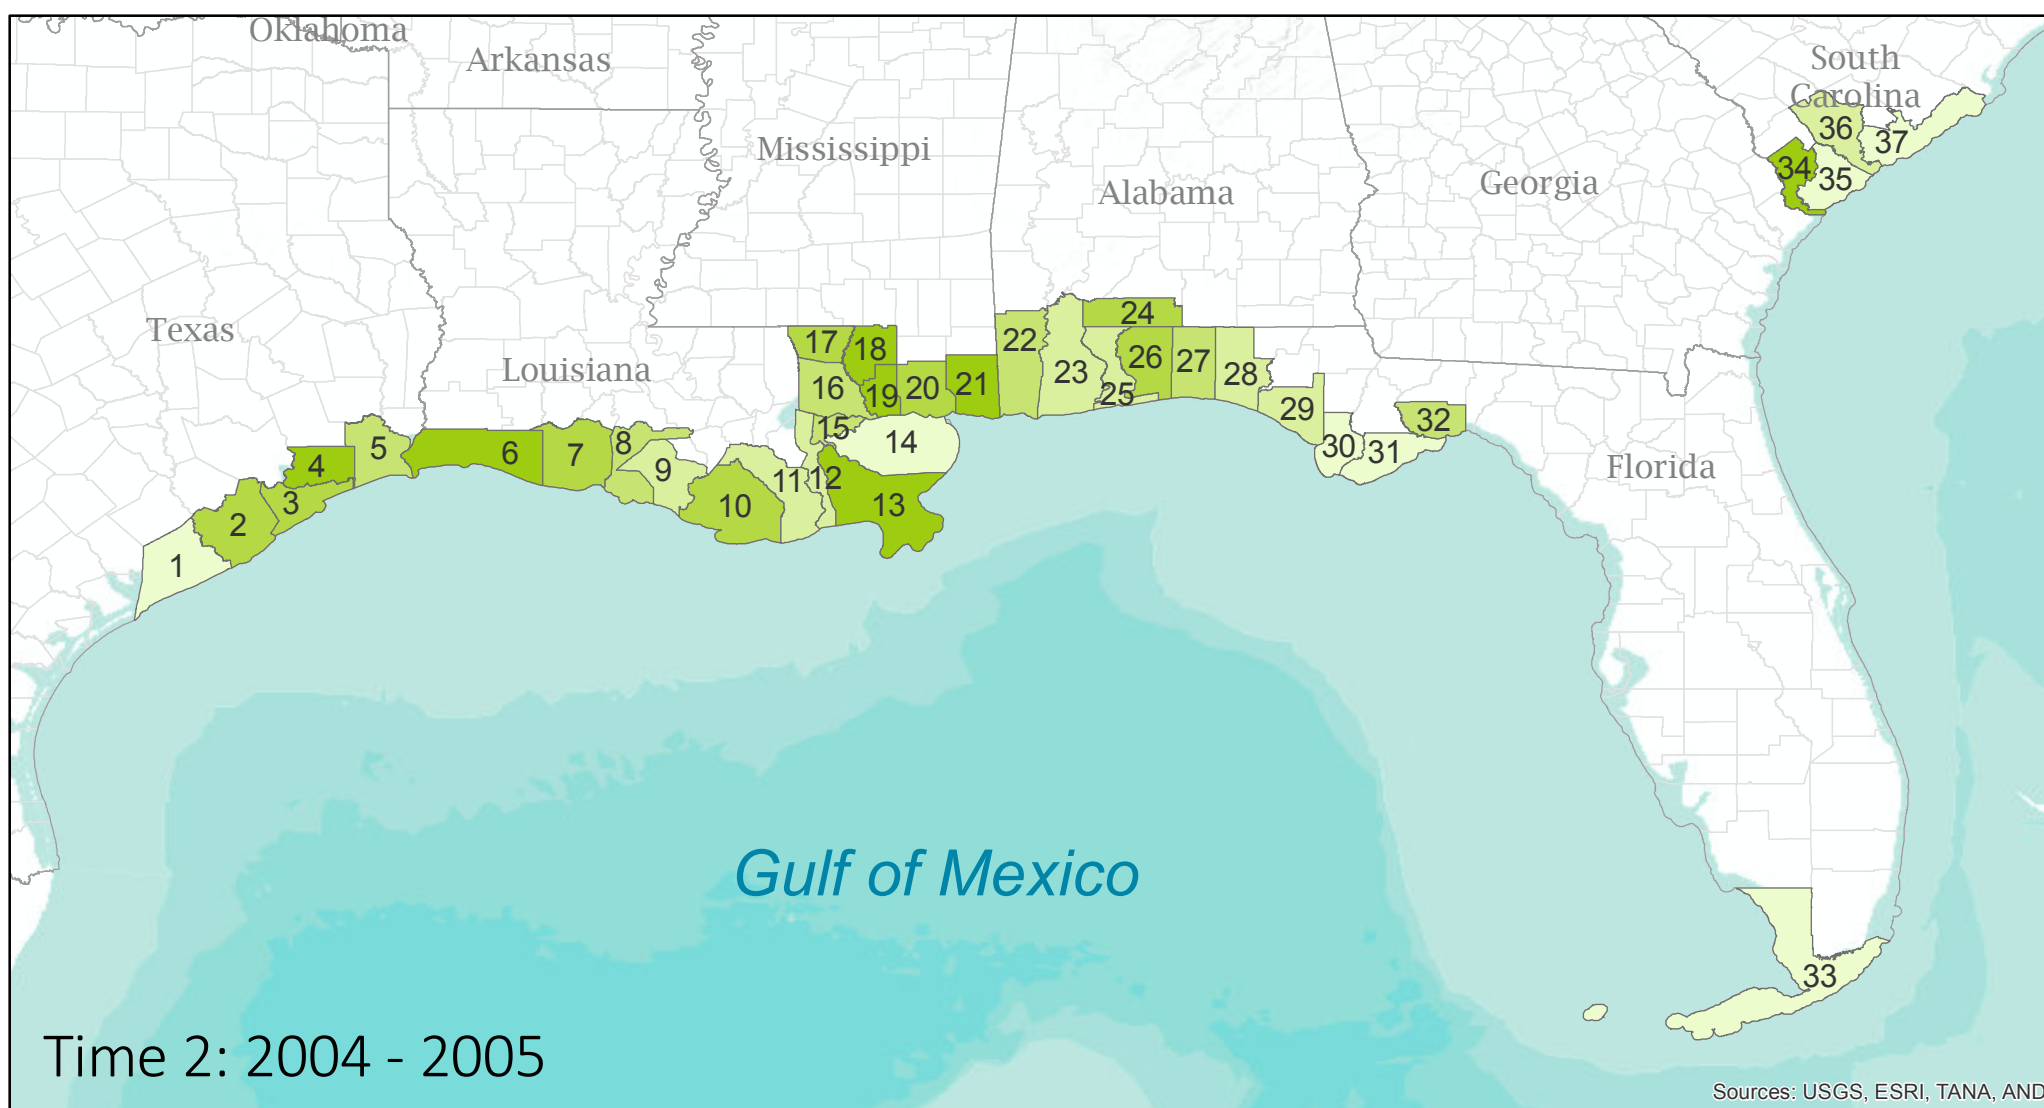 Oklahoma
Arkansas
South
Carolina
Mississippi
Alabama
Georgia
Texas
Louisiana
Florida
1
2
3
4
5
6
7
8
9
10
11
12
13
14
15
16
17
18
19
20
21
22
23
24
25
26
27
28
29
30
31
32
33
34
35
36
37
Gulf of Mexico
Time 2: 2004 - 2005
Sources: USGS, ESRI, TANA, AND